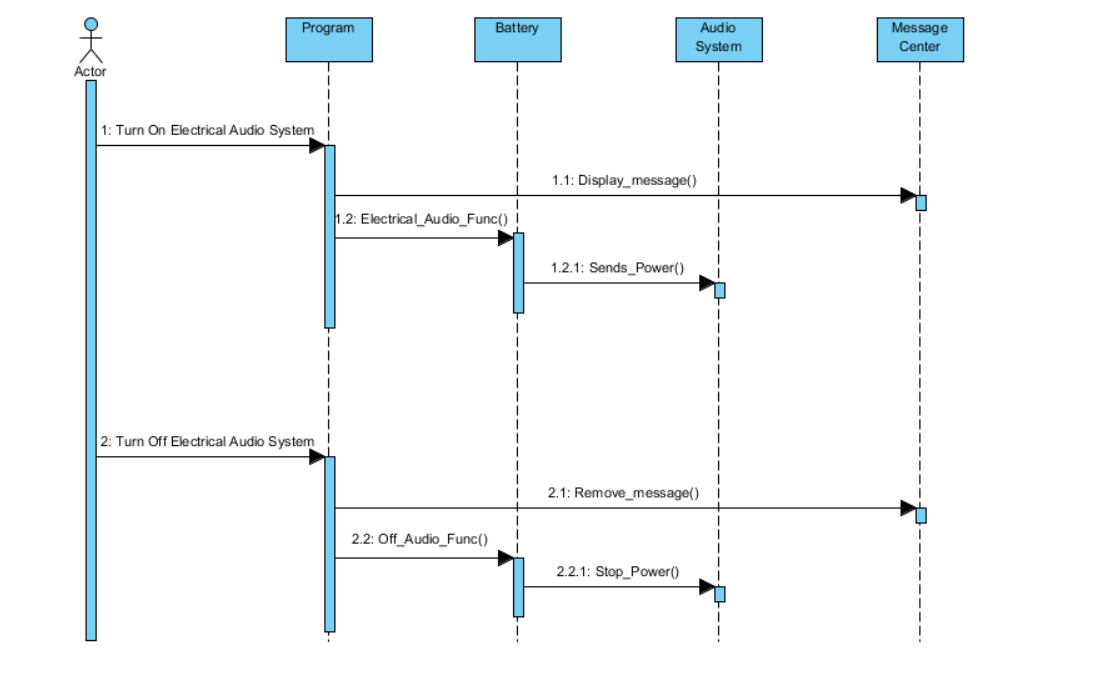 Actor
Program
Battery
Audio
System
Message
Center
1: Turn On Electrical Audio System
1.1: Display_message()
1.2: Electrical_Audio_Func()
1.2.1: Sends_Power()
2: Turn Off Electrical Audio System
2.1: Remove_message()
2.2: Off_Audio_Func()
2.2.1: Stop_Power()